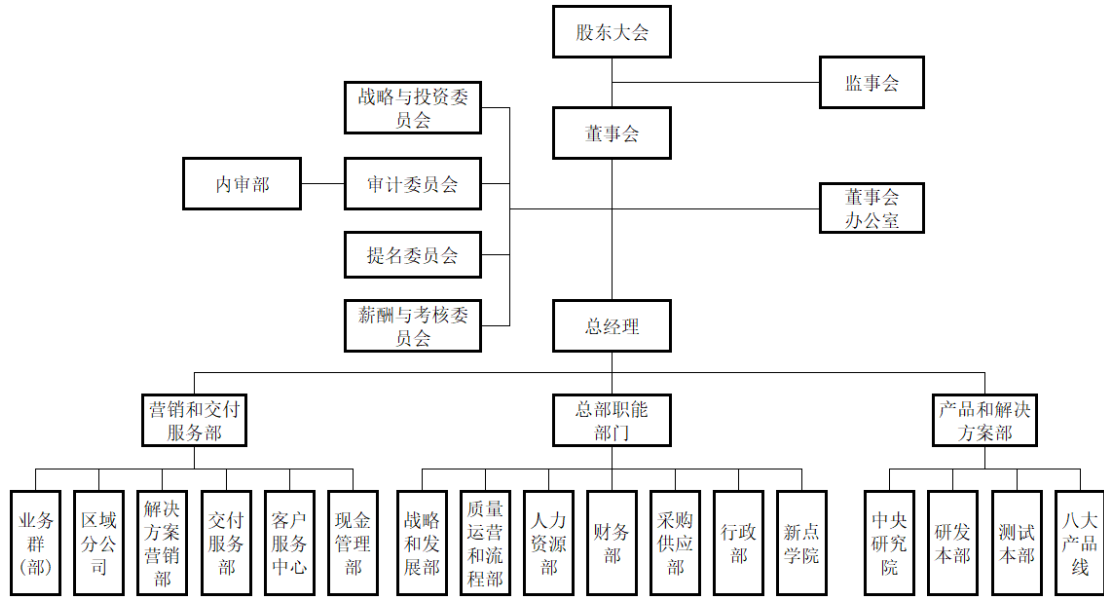 股东大会
监事会
战略与投资委
员会
董事会
内审部
审计委员会
董事会
办公室
提名委员会
薪酬与考核委
员会
总经理
营销和交付
服务部
总部职能
部门
产品和解决
方案部
业务
群
(部)
区域
分公
司
解决
方案
营销
部
交付
服务
部
客户
服务
中心
现金
管理
部
战略
和发
展部
质量
运营
和流
程部
人力
资源
部
财务
部
采购
供应
部
行政
部
新点
学院
中央
研究
院
研发
本部
测试
本部
八大
产品
线